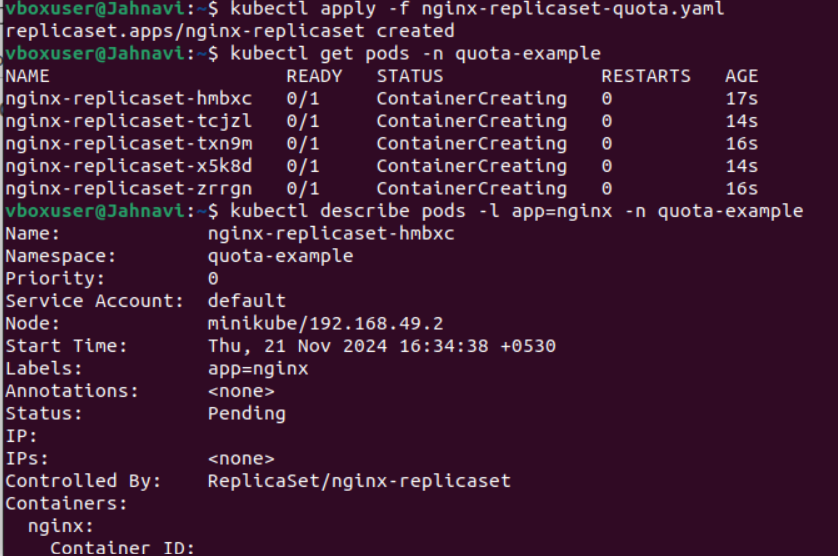 vboxuser@Jahnavi:~$ kubectl apply -f nginx-replicaset-quota.yaml
replicaset.apps/nginx-replicaset created
vboxuser@Jahnavi:~$ kubectl get pods -n quota-example
NAME                     READY   STATUS              RESTARTS   AGE
nginx-replicaset-hmbxc   0/1     ContainerCreating   0          17s
nginx-replicaset-tcjzl   0/1     ContainerCreating   0          14s
nginx-replicaset-txn9m   0/1     ContainerCreating   0          16s
nginx-replicaset-x5k8d   0/1     ContainerCreating   0          14s
nginx-replicaset-zrrgn   0/1     ContainerCreating   0          16s
vboxuser@Jahnavi:~$ kubectl describe pods -l app=nginx -n quota-example
Name:             nginx-replicaset-hmbxc
Namespace:        quota-example
Priority:         0
Service Account:  default
Node:             minikube/192.168.49.2
Start Time:       Thu, 21 Nov 2024 16:34:38 +0530
Labels:           app=nginx
Annotations:      <none>
Status:           Pending
IP:
IPs:              <none>
Controlled By:    ReplicaSet/nginx-replicaset
Containers:
  nginx:
    Container ID: